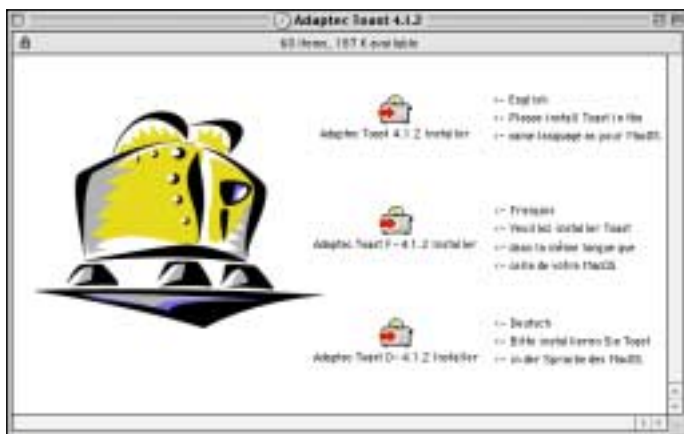 Adaptec Toast 4.1.2
60 items, 197 K available
<-- English
<-- Please install Toast in the
<-- same language as your MacOS.
Adaptec Toast 4.1.2 Installer
<-- Français
<-- Veuillez installer Toast
<-- dans la même langue que
<-- celle de votre MacOS.
Adaptec Toast F- 4.1.2 Installer
<-- Deutsch
<-- Bitte installieren Sie Toast
<-- in der Sprache des MacOS.
Adaptec Toast D- 4.1.2 Installer